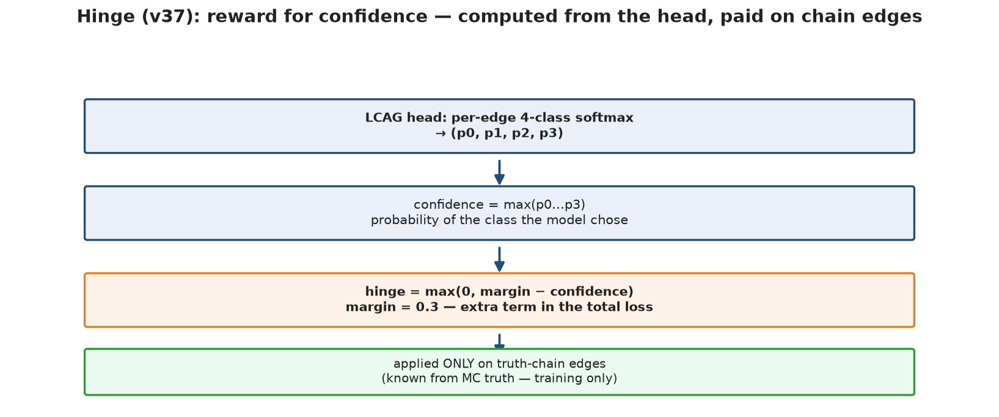 Hinge (v37): reward for confidence — computed from the head, paid on chain edges
LCAG head: per-edge 4-class softmax
→ (p0, p1, p2, p3)
confidence = max(p0…p3)
probability of the class the model chose
hinge = max(0, margin − confidence)
margin = 0.3 — extra term in the total loss
applied ONLY on truth-chain edges
(known from MC truth — training only)